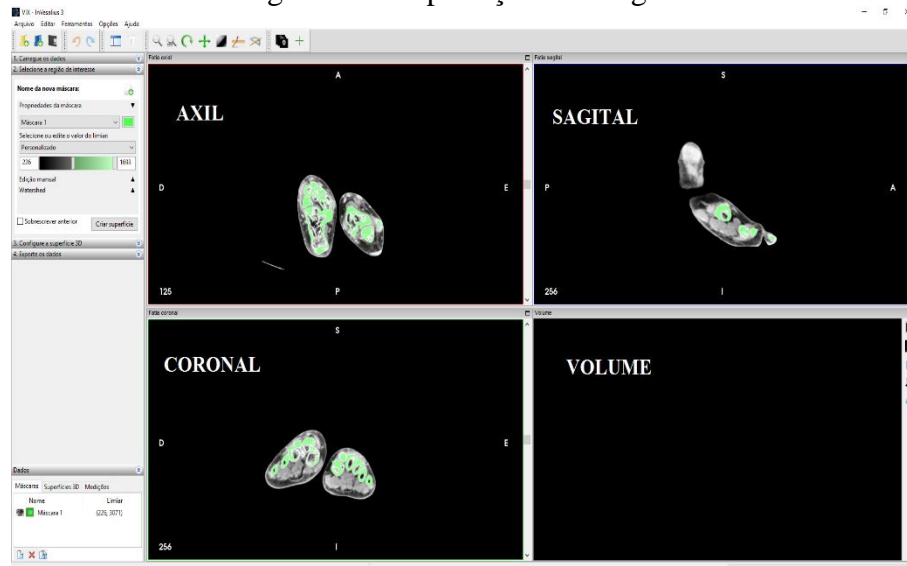 VIX - InVesalius 3
Arquivo Editar Ferramentas Opções Ajuda
1. Carregue os dados
2. Selecione a região de interesse
Nome da nova máscara:
Propriedades da máscara
Máscara 1
Selecione ou edite o valor do limiar:
Personalizado
226
Edição manual
Watershed
Sobrescrever anterior
Criar superfície
3. Configure a superfície 3D
4. Exporte os dados
Dados
Máscaras Superfícies 3D Medições
Nome Limiar
Máscara 1 (226, 3071)
Fatia axial
A
AXIL
D E
125 P
Fatia sagital
S
SAGITAL
P A
256 I
Fatia coronal
S
CORONAL
D E
256 I
Volume
VOLUME